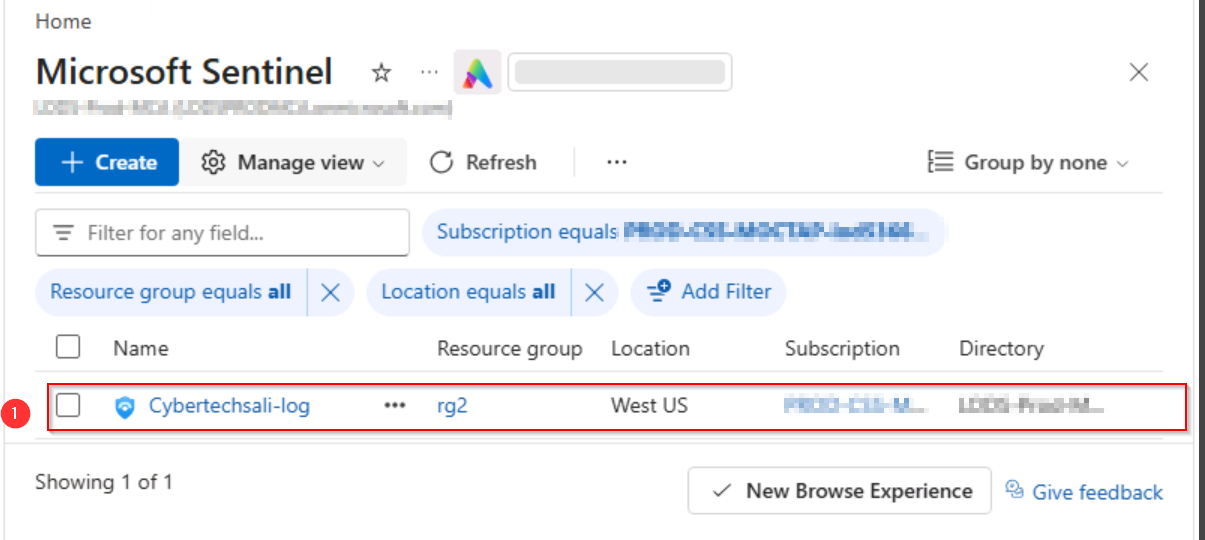 Home
Microsoft Sentinel
Create Manage view Refresh ... Group by none
Filter for any field... Subscription equals
Resource group equals all Location equals all Add Filter
Name Resource group Location Subscription Directory
1 Cybertechsali-log ... rg2 West US
Showing 1 of 1 New Browse Experience Give feedback